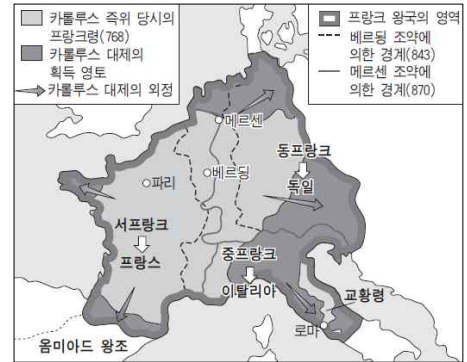 카롤루스 즉위 당시의
프랑크령(768)
카롤루스 대제의
획득 영토
카롤루스 대제의 외정
프랑크 왕국의 영역
베르됭 조약에
의한 경계(843)
메르센 조약에
의한 경계(870)
메르센
동프랑크
베르됭
독일
파리
서프랑크
프랑스
중프랑크
이탈리아
교황령
로마
옴미아드 왕조